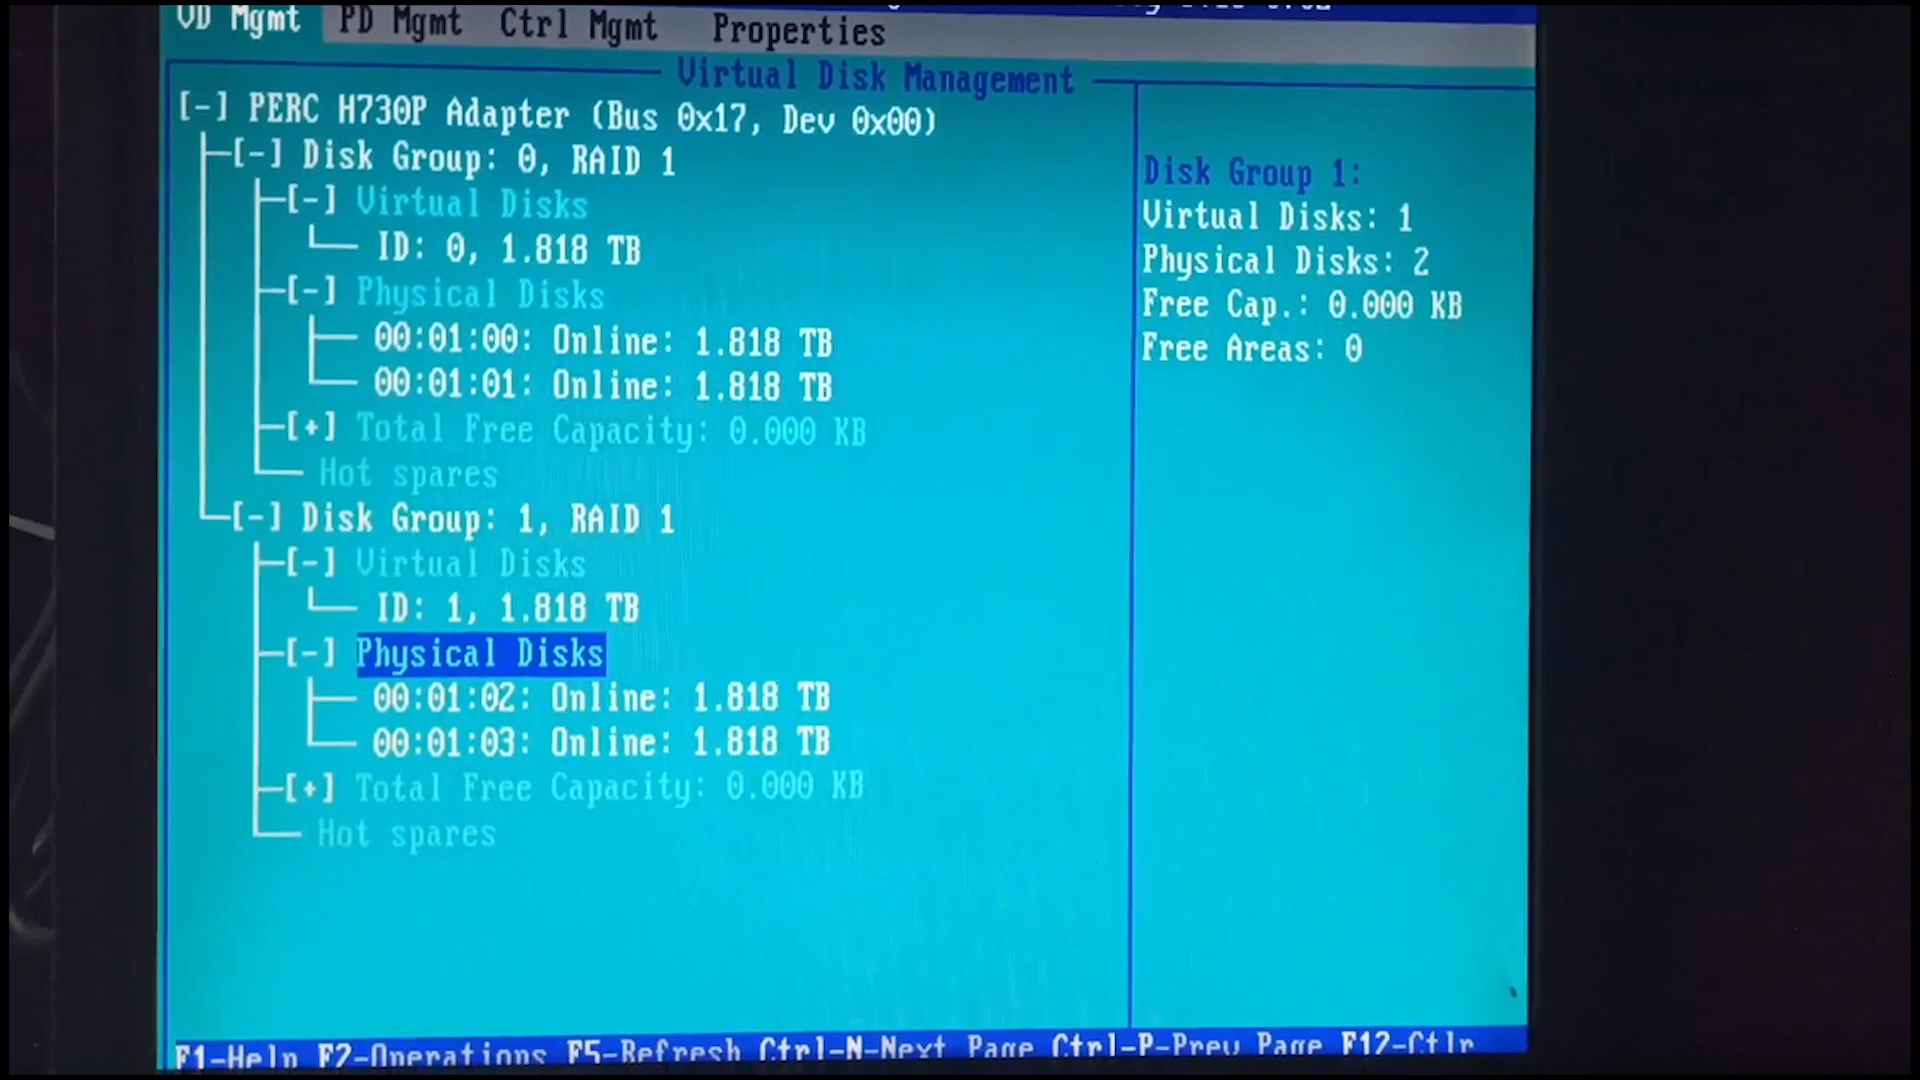 VD Mgmt PD Mgmt Ctrl Mgmt Properties
Virtual Disk Management
[-] PERC H730P Adapter (Bus 0x17, Dev 0x00)
[-] Disk Group: 0, RAID 1
[-] Virtual Disks
ID: 0, 1.818 TB
[-] Physical Disks
00:01:00: Online: 1.818 TB
00:01:01: Online: 1.818 TB
[+] Total Free Capacity: 0.000 KB
Hot spares
[-] Disk Group: 1, RAID 1
[-] Virtual Disks
ID: 1, 1.818 TB
[-] Physical Disks
00:01:02: Online: 1.818 TB
00:01:03: Online: 1.818 TB
[+] Total Free Capacity: 0.000 KB
Hot spares
Disk Group 1:
Virtual Disks: 1
Physical Disks: 2
Free Cap.: 0.000 KB
Free Areas: 0
F1-Help F2-Operations F5-Refresh Ctrl-N-Next Page Ctrl-P-Prev Page F12-Ctlr